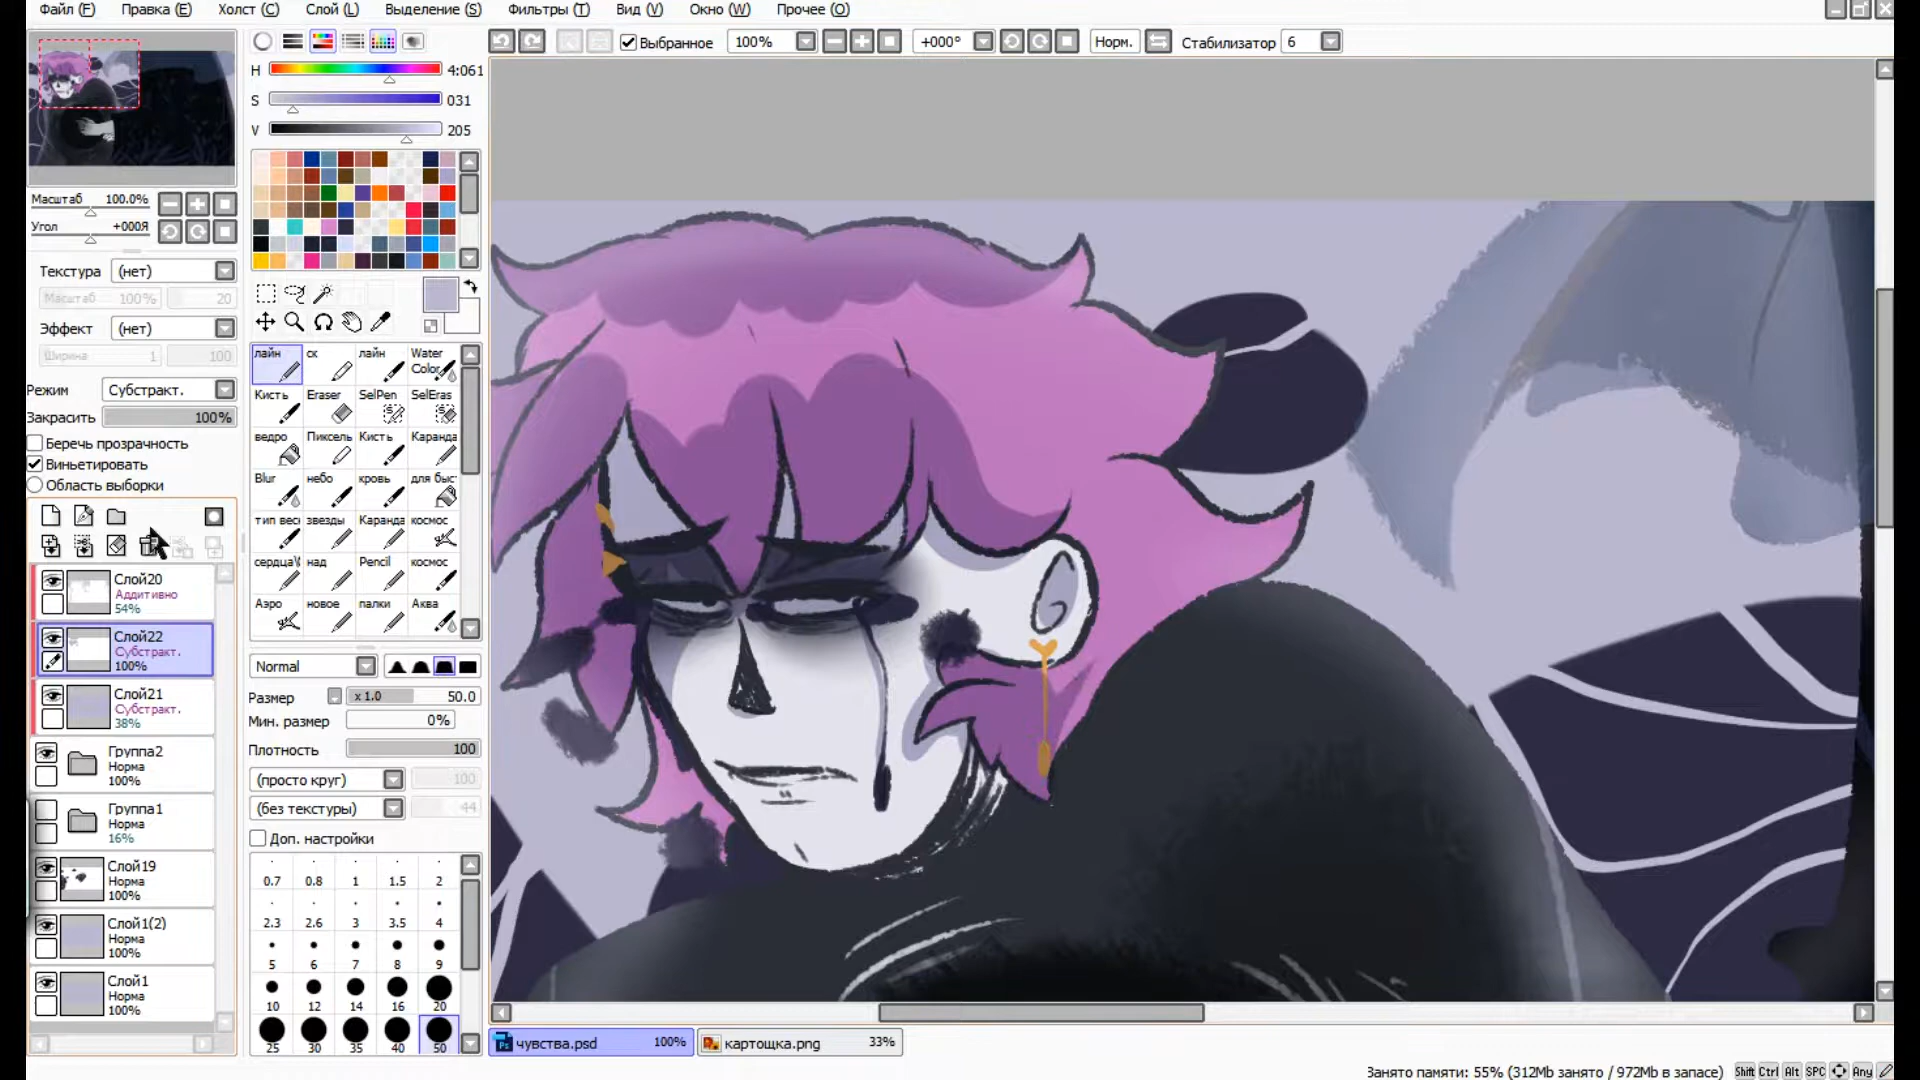 Файл (F) Правка (E) Холст (C) Слой (L) Выделение (S) Фильтры (T) Вид (V) Окно (W) Прочее (O)
Выбранное 100% +000° Норм. Стабилизатор 6
H 4:061
S 031
V 205
Масштаб 100.0%
Угол +000Я
Текстура (нет)
Масштаб 100% 20
Эффект (нет)
Ширина 1 100
Режим Субстракт.
Закрасить 100%
Беречь прозрачность
Виньетировать
Область выборки
Слой20
Аддитивно
54%
Слой22
Субстракт.
100%
Слой21
Субстракт.
38%
Группа2
Норма
100%
Группа1
Норма
16%
Слой19
Норма
100%
Слой1(2)
Норма
100%
Слой1
Норма
100%
лайн ск лайн Water Color
Кисть Eraser SelPen SelEras
ведро Пиксель Кисть Каранда
Blur небо кровь для быс
тип вес звезды Каранда космос
сердца\ над Pencil космос
Аэро новое палки Аква
Normal
Размер x 1.0 50.0
Мин. размер 0%
Плотность 100
(просто круг) 100
(без текстуры) 44
Доп. настройки
0.7 0.8 1 1.5 2
2.3 2.6 3 3.5 4
5 6 7 8 9
10 12 14 16 20
25 30 35 40 50
чувства.psd 100% картощка.png 33%
Занято памяти: 55% (312Mb занято / 972Mb в запасе) Shift Ctrl Alt SPC Any